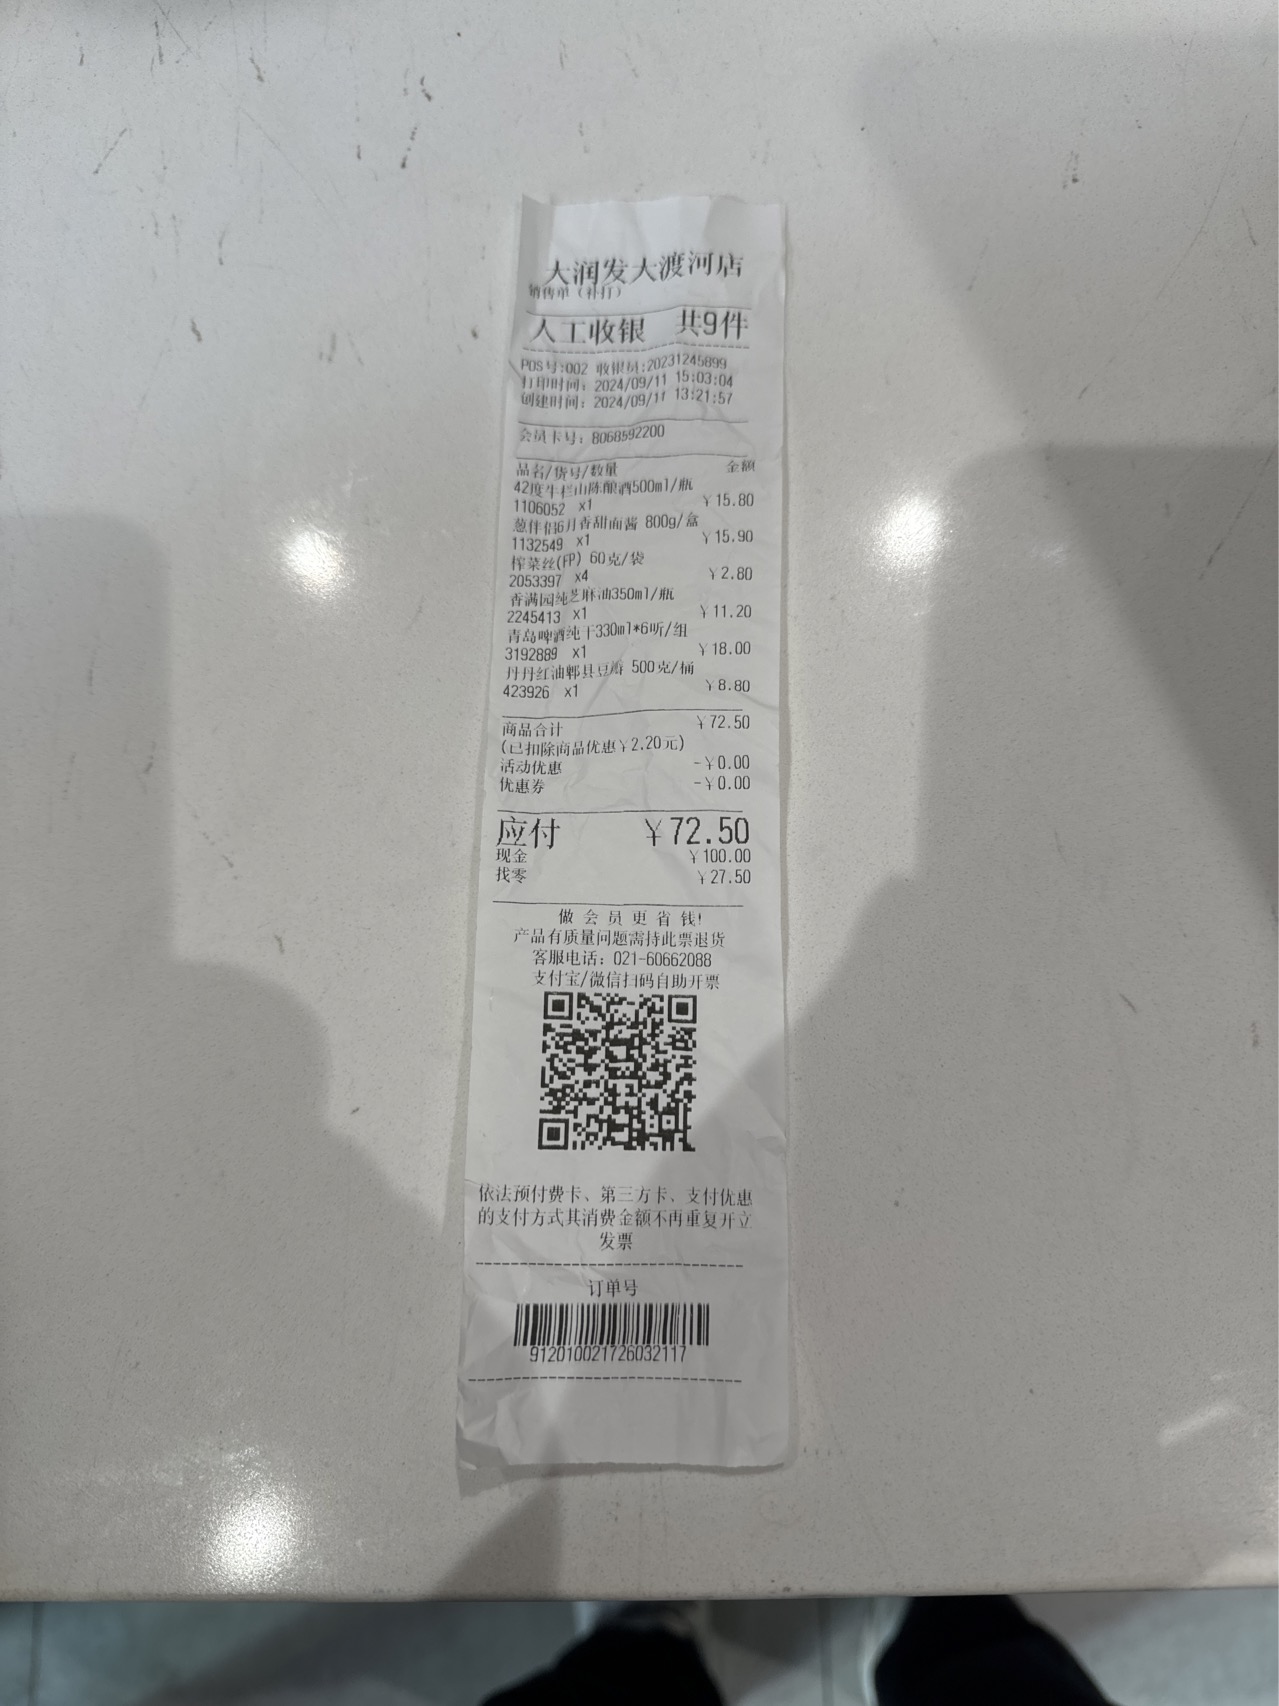 大润发大渡河店
销售单（补打）
人工收银 共9件
POS号:002 收银员:20231245899
打印时间：2024/09/11 15:03:04
创建时间：2024/09/11 13:21:57
会员卡号：8068592200
品名/货号/数量 金额
42度牛栏山陈酿酒500ml/瓶
1106052 x1 ￥15.80
葱伴侣6月香甜面酱 800g/盒
1132549 x1 ￥15.90
榨菜丝(FP) 60克/袋
2053397 x4 ￥2.80
香满园纯芝麻油350ml/瓶
2245413 x1 ￥11.20
青岛啤酒纯干330ml*6听/组
3192889 x1 ￥18.00
丹丹红油郫县豆瓣 500克/桶
423926 x1 ￥8.80
商品合计 ￥72.50
(已扣除商品优惠￥2.20元)
活动优惠 -￥0.00
优惠券 -￥0.00
应付 ￥72.50
现金 ￥100.00
找零 ￥27.50
做会员更省钱!
产品有质量问题需持此票退货
客服电话：021-60662088
支付宝/微信扫码自助开票
依法预付费卡、第三方卡、支付优惠
的支付方式其消费金额不再重复开立
发票
订单号
912010021726032117